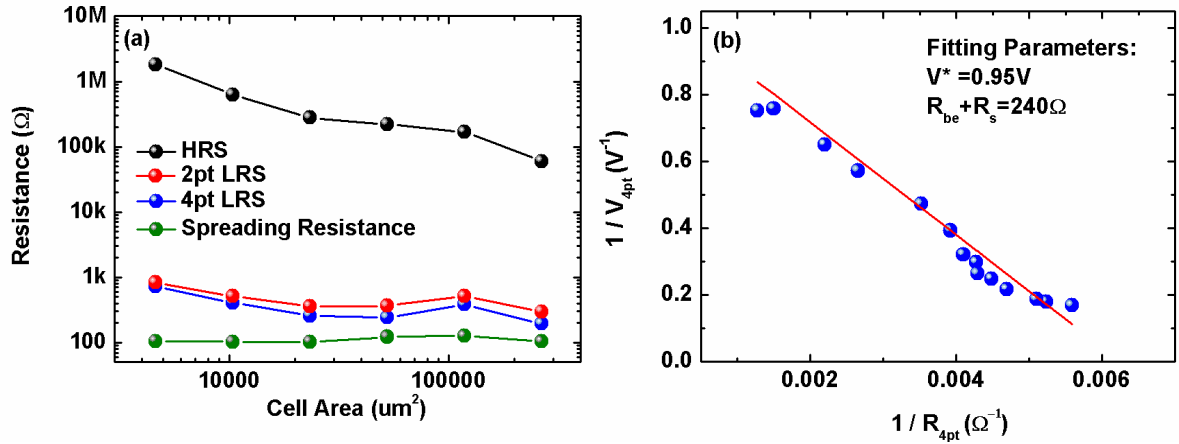 (a)
10M
1M
100k
10k
1k
100
Resistance (Ω)
HRS
2pt LRS
4pt LRS
Spreading Resistance
10000 100000
Cell Area (um²)
(b)
1.0
0.8
0.6
0.4
0.2
0.0
1 / V4pt (V⁻¹)
Fitting Parameters:
V* =0.95V
Rbe+Rs=240Ω
0.002 0.004 0.006
1 / R4pt (Ω⁻¹)